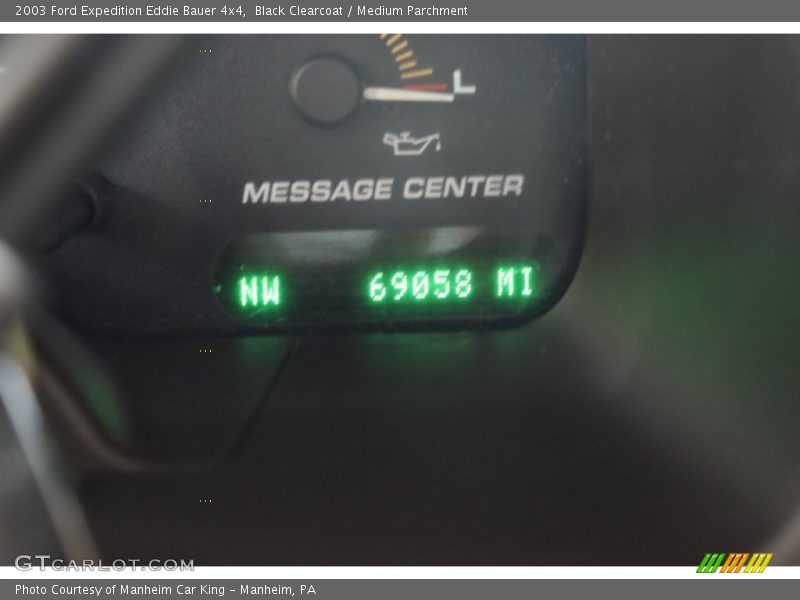 2003 Ford Expedition Eddie Bauer 4x4,  Black Clearcoat / Medium Parchment
L
MESSAGE CENTER
NW 69058 MI
GTCARLOT.COM
Photo Courtesy of Manheim Car King - Manheim, PA